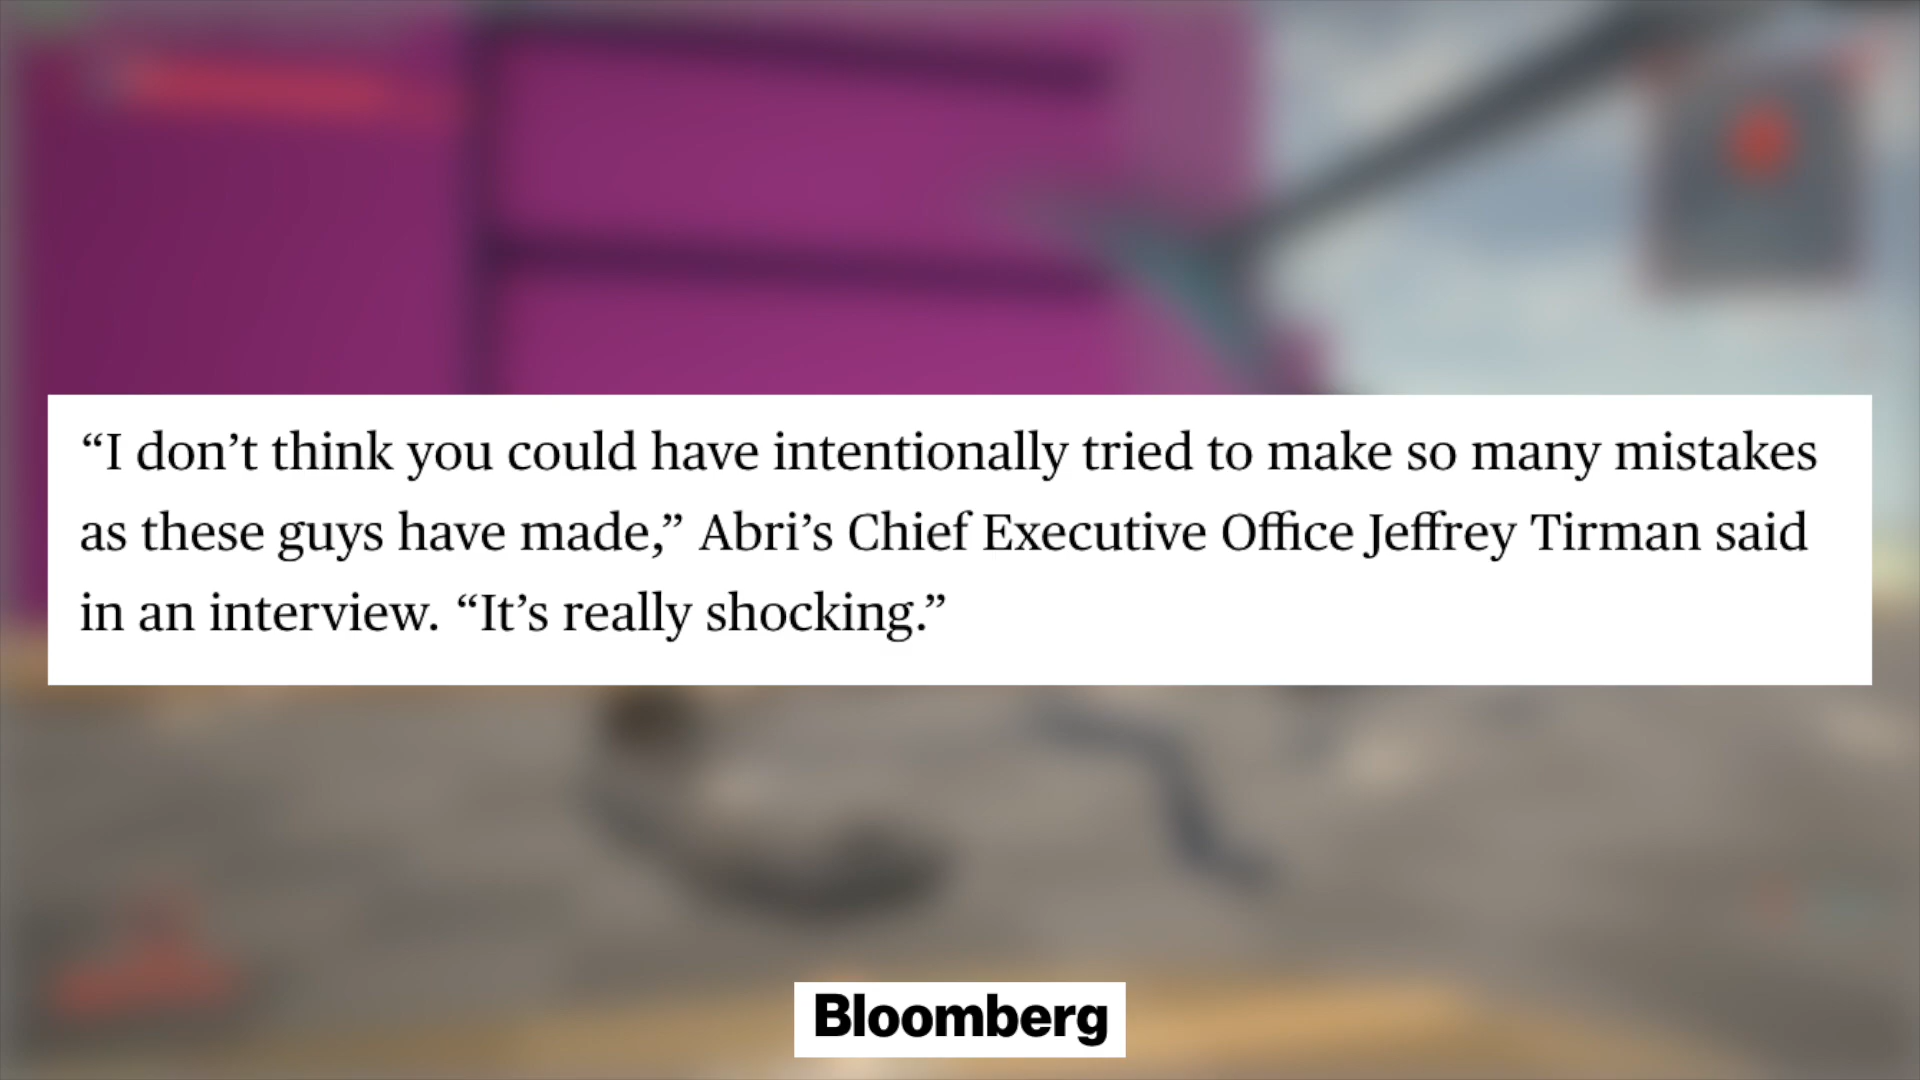 “I don’t think you could have intentionally tried to make so many mistakes
as these guys have made,” Abri’s Chief Executive Office Jeffrey Tirman said
in an interview. “It’s really shocking.”
Bloomberg